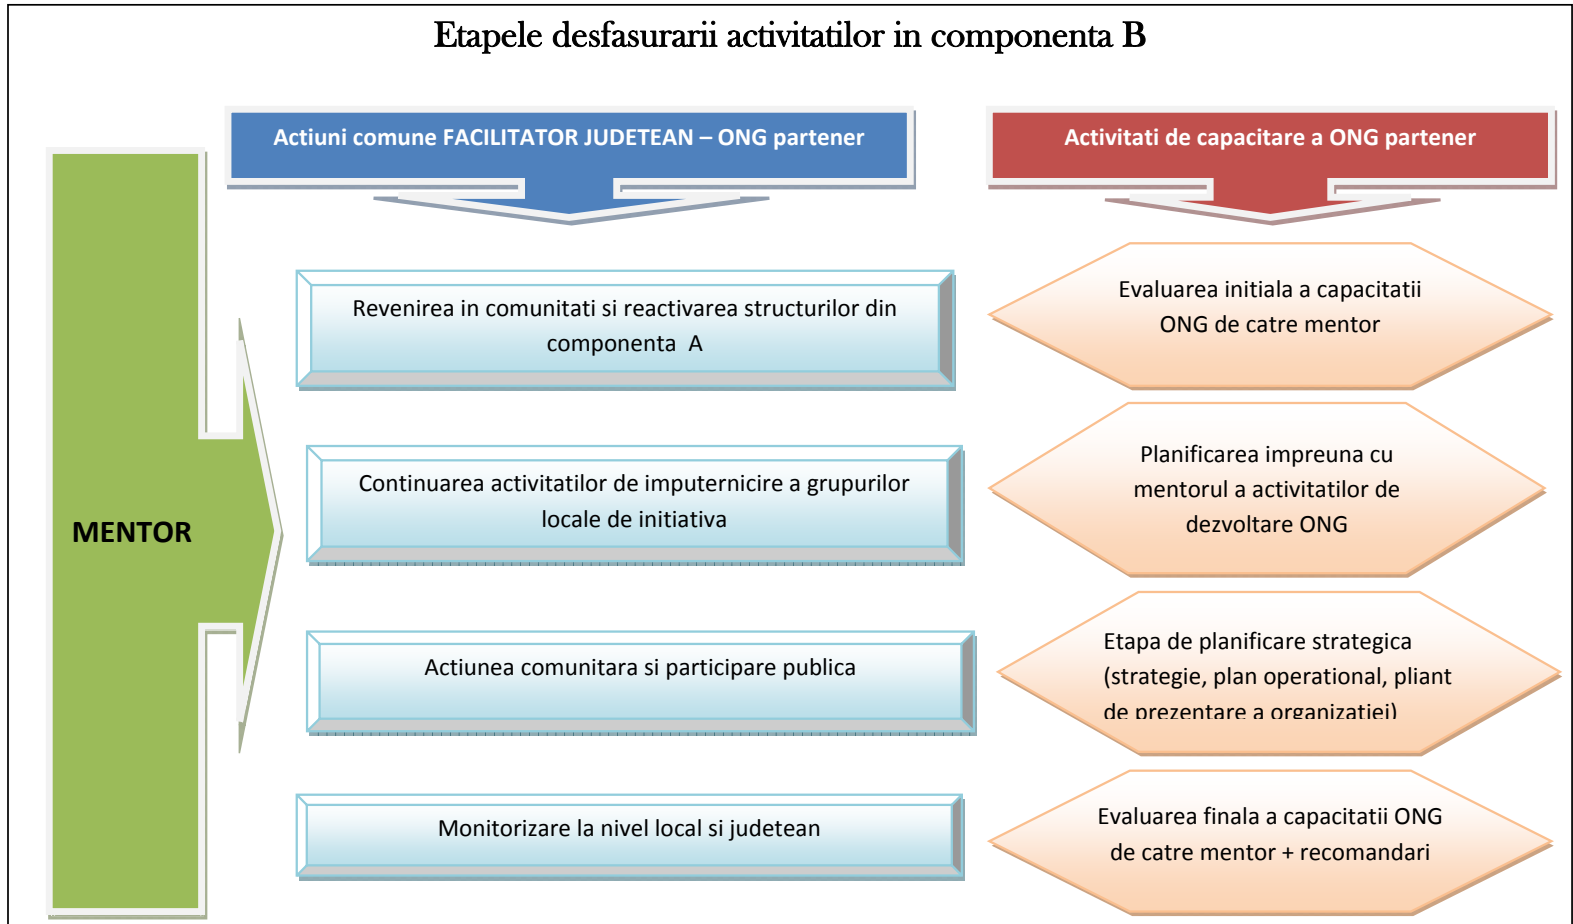 Etapele desfasurarii activitatilor in componenta B
Actiuni comune FACILITATOR JUDETEAN – ONG partener
Activitati de capacitare a ONG partener
MENTOR
Revenirea in comunitati si reactivarea structurilor din
componenta A
Evaluarea initiala a capacitatii
ONG de catre mentor
Continuarea activitatilor de imputernicire a grupurilor
locale de initiativa
Planificarea impreuna cu
mentorul a activitatilor de
dezvoltare ONG
Actiunea comunitara si participare publica
Etapa de planificare strategica
(strategie, plan operational, pliant
de prezentare a organizatiei)
Monitorizare la nivel local si judetean
Evaluarea finala a capacitatii ONG
de catre mentor + recomandari